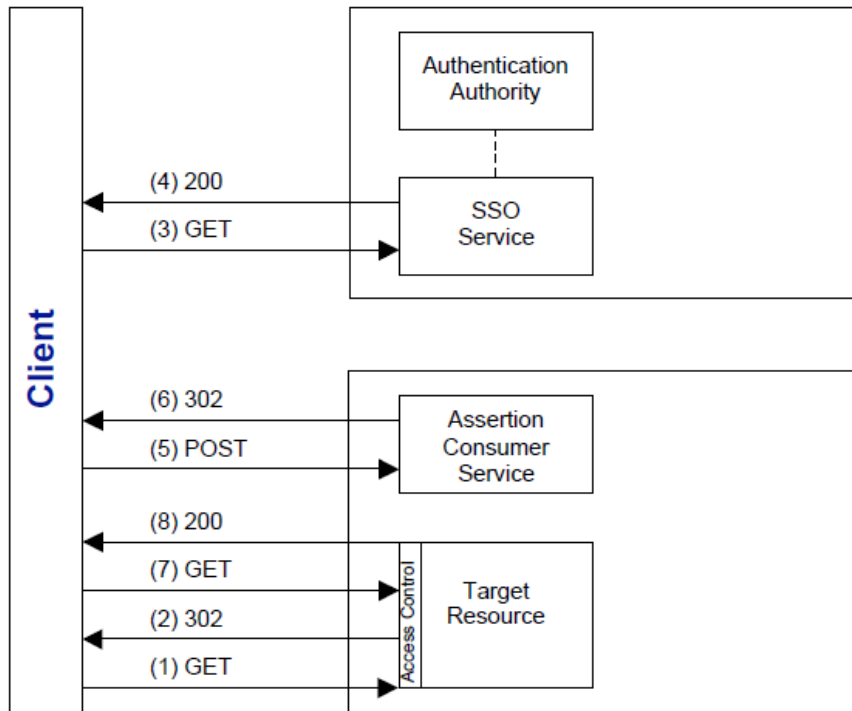 Authentication
Authority
(4) 200
(3) GET
SSO
Service
Client
(6) 302
(5) POST
Assertion
Consumer
Service
(8) 200
(7) GET
(2) 302
(1) GET
Access Control
Target
Resource